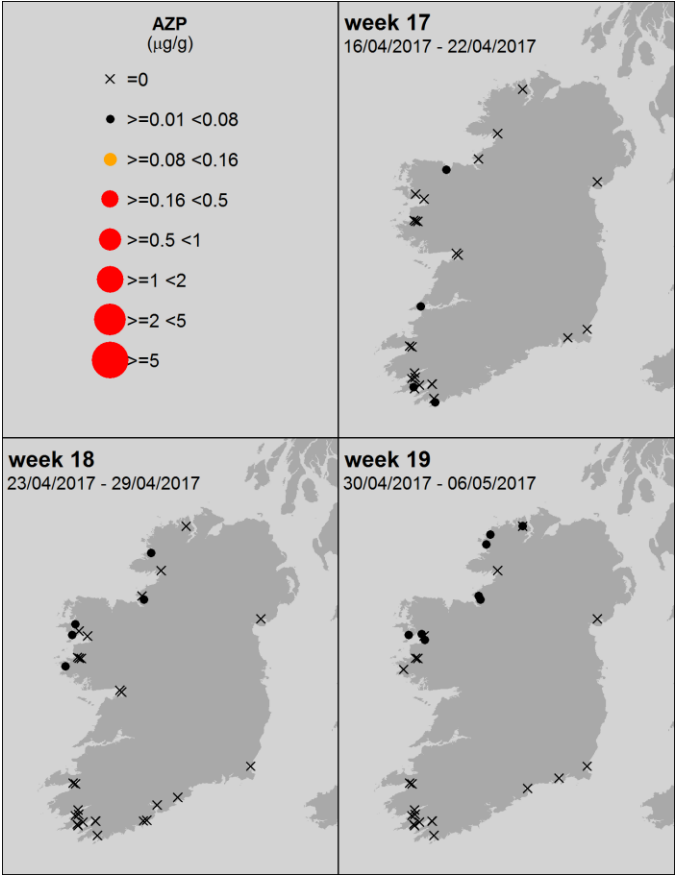 AZP
(μg/g)
=0
>=0.01 <0.08
>=0.08 <0.16
>=0.16 <0.5
>=0.5 <1
>=1 <2
>=2 <5
>=5
week 17
16/04/2017 - 22/04/2017
week 18
23/04/2017 - 29/04/2017
week 19
30/04/2017 - 06/05/2017